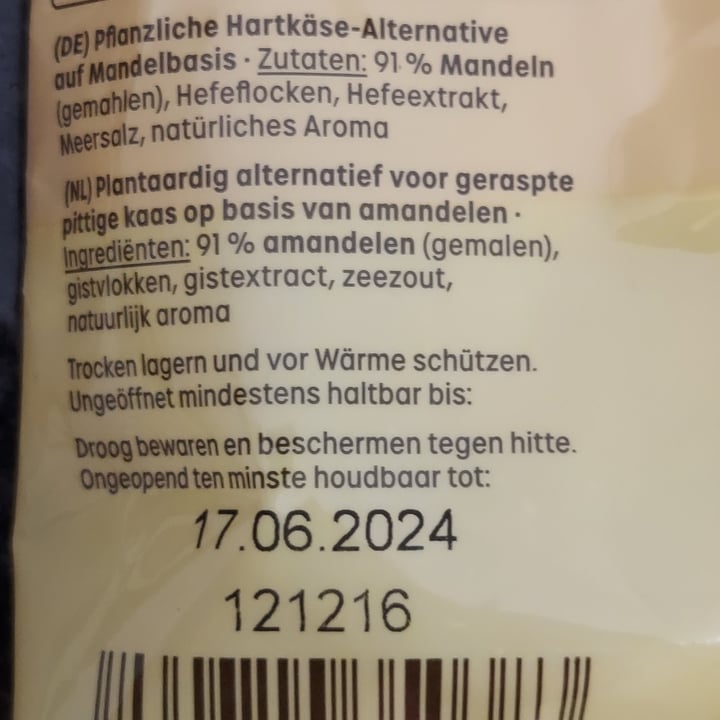 (DE) Pflanzliche Hartkäse-Alternative
auf Mandelbasis · Zutaten: 91 % Mandeln
(gemahlen), Hefeflocken, Hefeextrakt,
Meersalz, natürliches Aroma
(NL) Plantaardig alternatief voor geraspte
pittige kaas op basis van amandelen ·
Ingrediënten: 91 % amandelen (gemalen),
gistvlokken, gistextract, zeezout,
natuurlijk aroma
Trocken lagern und vor Wärme schützen.
Ungeöffnet mindestens haltbar bis:
Droog bewaren en beschermen tegen hitte.
Ongeopend ten minste houdbaar tot:
17.06.2024
121216